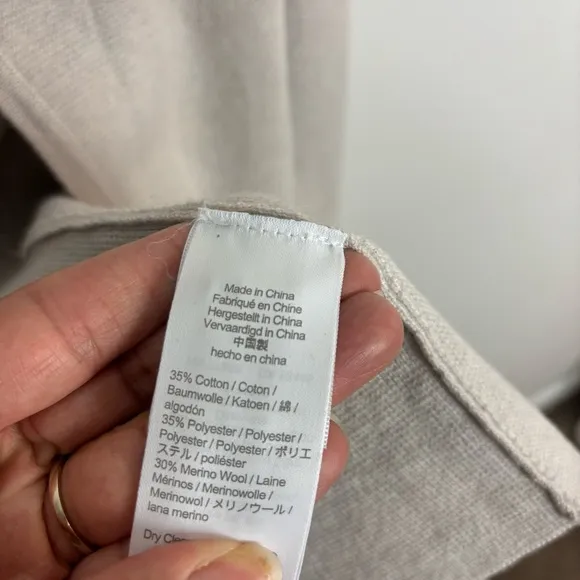 Made in China
Fabriqué en Chine
Hergestellt in China
Vervaardigd in China
中国製
hecho en china
35% Cotton / Coton /
Baumwolle / Katoen / 綿 /
algodón
35% Polyester / Polyester /
Polyester / Polyester / ポリエ
ステル / poliéster
30% Merino Wool / Laine
Mérinos / Merinowolle /
Merinowol / メリノウール /
lana merino
Dry